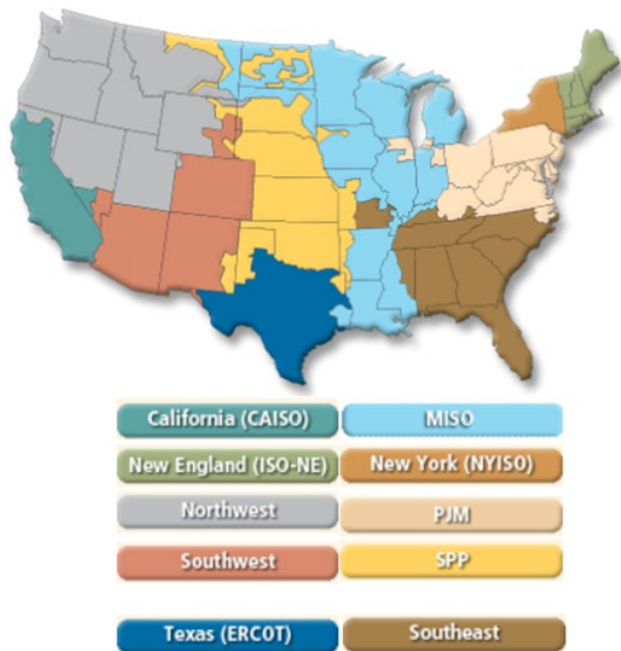 California (CAISO)
MISO
New England (ISO-NE)
New York (NYISO)
Northwest
PJM
Southwest
SPP
Texas (ERCOT)
Southeast